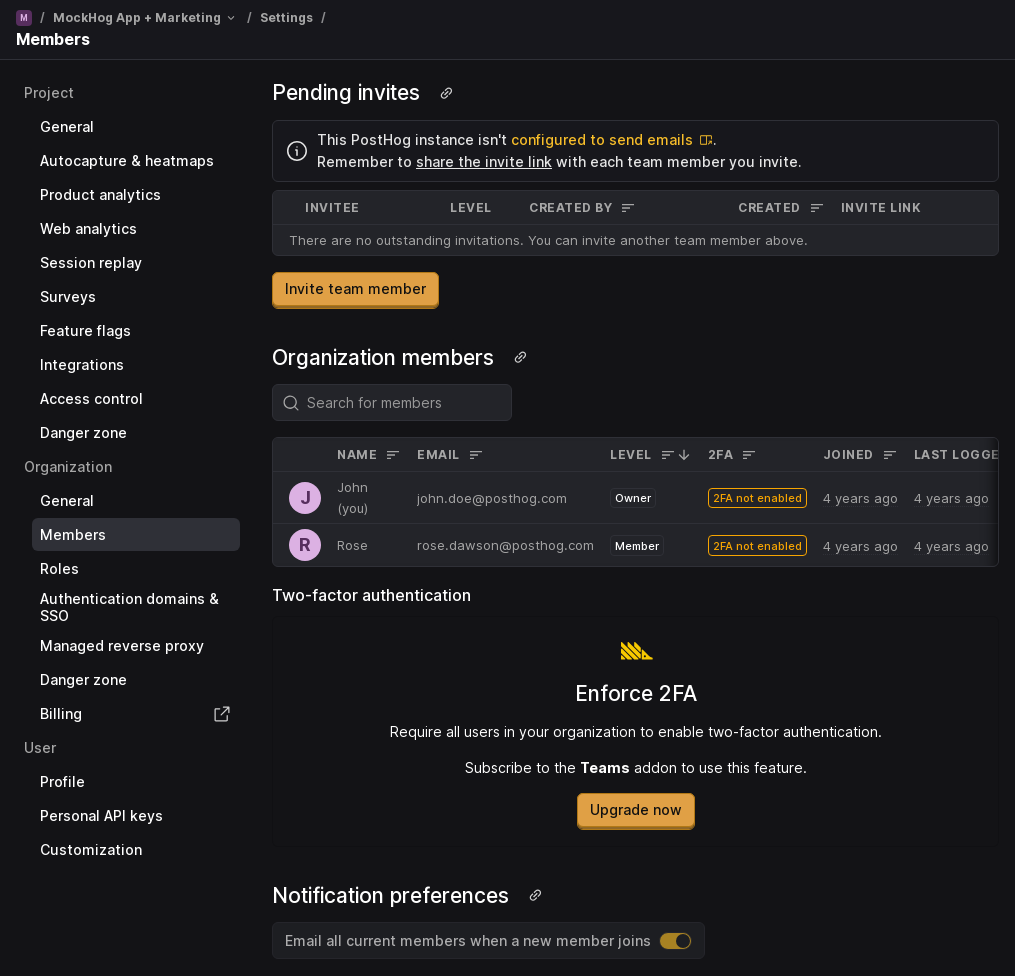 M / MockHog App + Marketing / Settings /
Members
Project
General
Autocapture & heatmaps
Product analytics
Web analytics
Session replay
Surveys
Feature flags
Integrations
Access control
Danger zone
Organization
General
Members
Roles
Authentication domains &
SSO
Managed reverse proxy
Danger zone
Billing
User
Profile
Personal API keys
Customization
Pending invites
This PostHog instance isn't configured to send emails.
Remember to share the invite link with each team member you invite.
INVITEE LEVEL CREATED BY CREATED INVITE LINK
There are no outstanding invitations. You can invite another team member above.
Invite team member
Organization members
Search for members
NAME EMAIL LEVEL 2FA JOINED LAST LOGGE
J John
(you) john.doe@posthog.com Owner 2FA not enabled 4 years ago 4 years ago
R Rose rose.dawson@posthog.com Member 2FA not enabled 4 years ago 4 years ago
Two-factor authentication
Enforce 2FA
Require all users in your organization to enable two-factor authentication.
Subscribe to the Teams addon to use this feature.
Upgrade now
Notification preferences
Email all current members when a new member joins